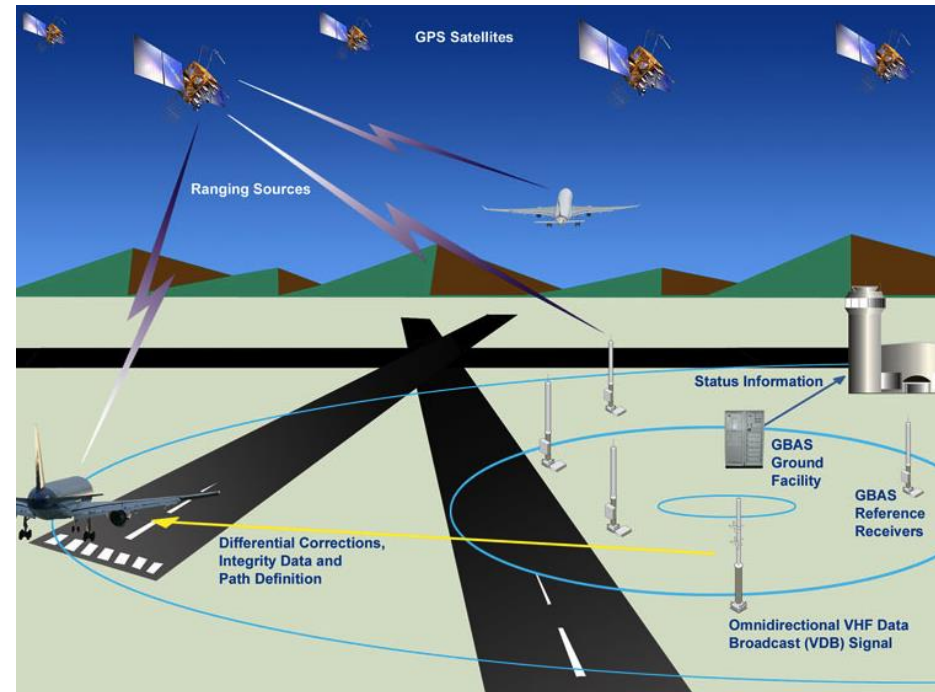 GPS Satellites
Ranging Sources
Status Information
GBAS
Ground
Facility
GBAS
Reference
Receivers
Differential Corrections,
Integrity Data and
Path Definition
Omnidirectional VHF Data
Broadcast (VDB) Signal